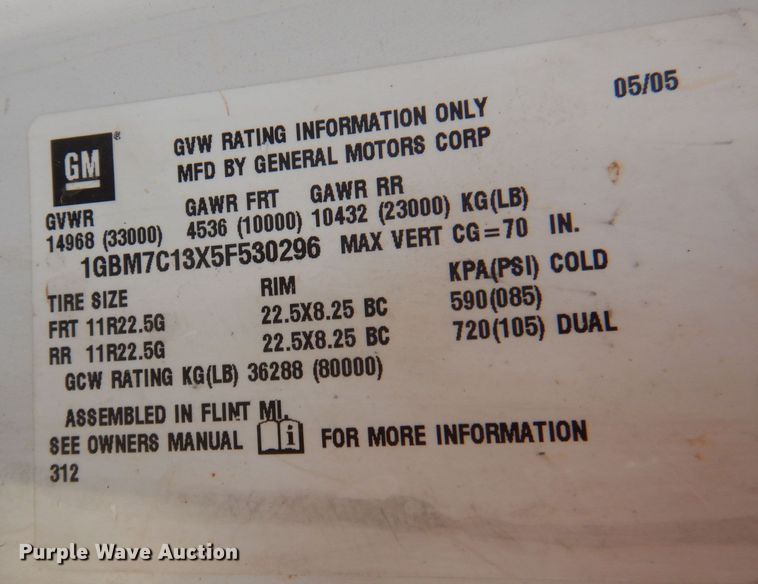 05/05
GM®
GVW RATING INFORMATION ONLY
MFD BY GENERAL MOTORS CORP
GVWR GAWR FRT GAWR RR
14968 (33000) 4536 (10000) 10432 (23000) KG(LB)
1GBM7C13X5F530296 MAX VERT CG=70 IN.
TIRE SIZE RIM KPA(PSI) COLD
FRT 11R22.5G 22.5X8.25 BC 590(085)
RR 11R22.5G 22.5X8.25 BC 720(105) DUAL
GCW RATING KG(LB) 36288 (80000)
ASSEMBLED IN FLINT MI.
SEE OWNERS MANUAL i FOR MORE INFORMATION
312
Purple Wave Auction